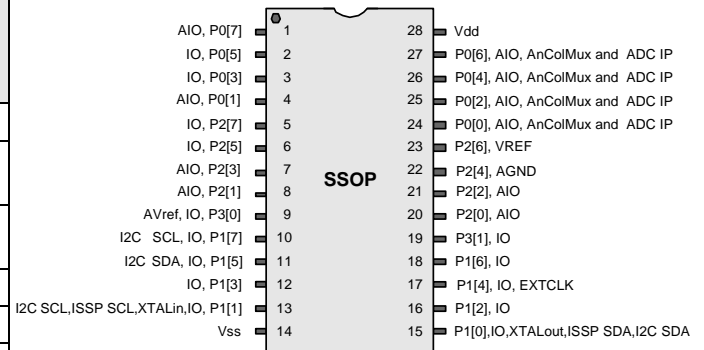 AIO, P0[7] 1 28 Vdd
IO, P0[5] 2 27 P0[6], AIO, AnColMux and ADC IP
IO, P0[3] 3 26 P0[4], AIO, AnColMux and ADC IP
AIO, P0[1] 4 25 P0[2], AIO, AnColMux and ADC IP
IO, P2[7] 5 24 P0[0], AIO, AnColMux and ADC IP
IO, P2[5] 6 23 P2[6], VREF
AIO, P2[3] 7 SSOP 22 P2[4], AGND
AIO, P2[1] 8 21 P2[2], AIO
AVref, IO, P3[0] 9 20 P2[0], AIO
I2C SCL, IO, P1[7] 10 19 P3[1], IO
I2C SDA, IO, P1[5] 11 18 P1[6], IO
IO, P1[3] 12 17 P1[4], IO, EXTCLK
I2C SCL,ISSP SCL,XTALin,IO, P1[1] 13 16 P1[2], IO
Vss 14 15 P1[0],IO,XTALout,ISSP SDA,I2C SDA